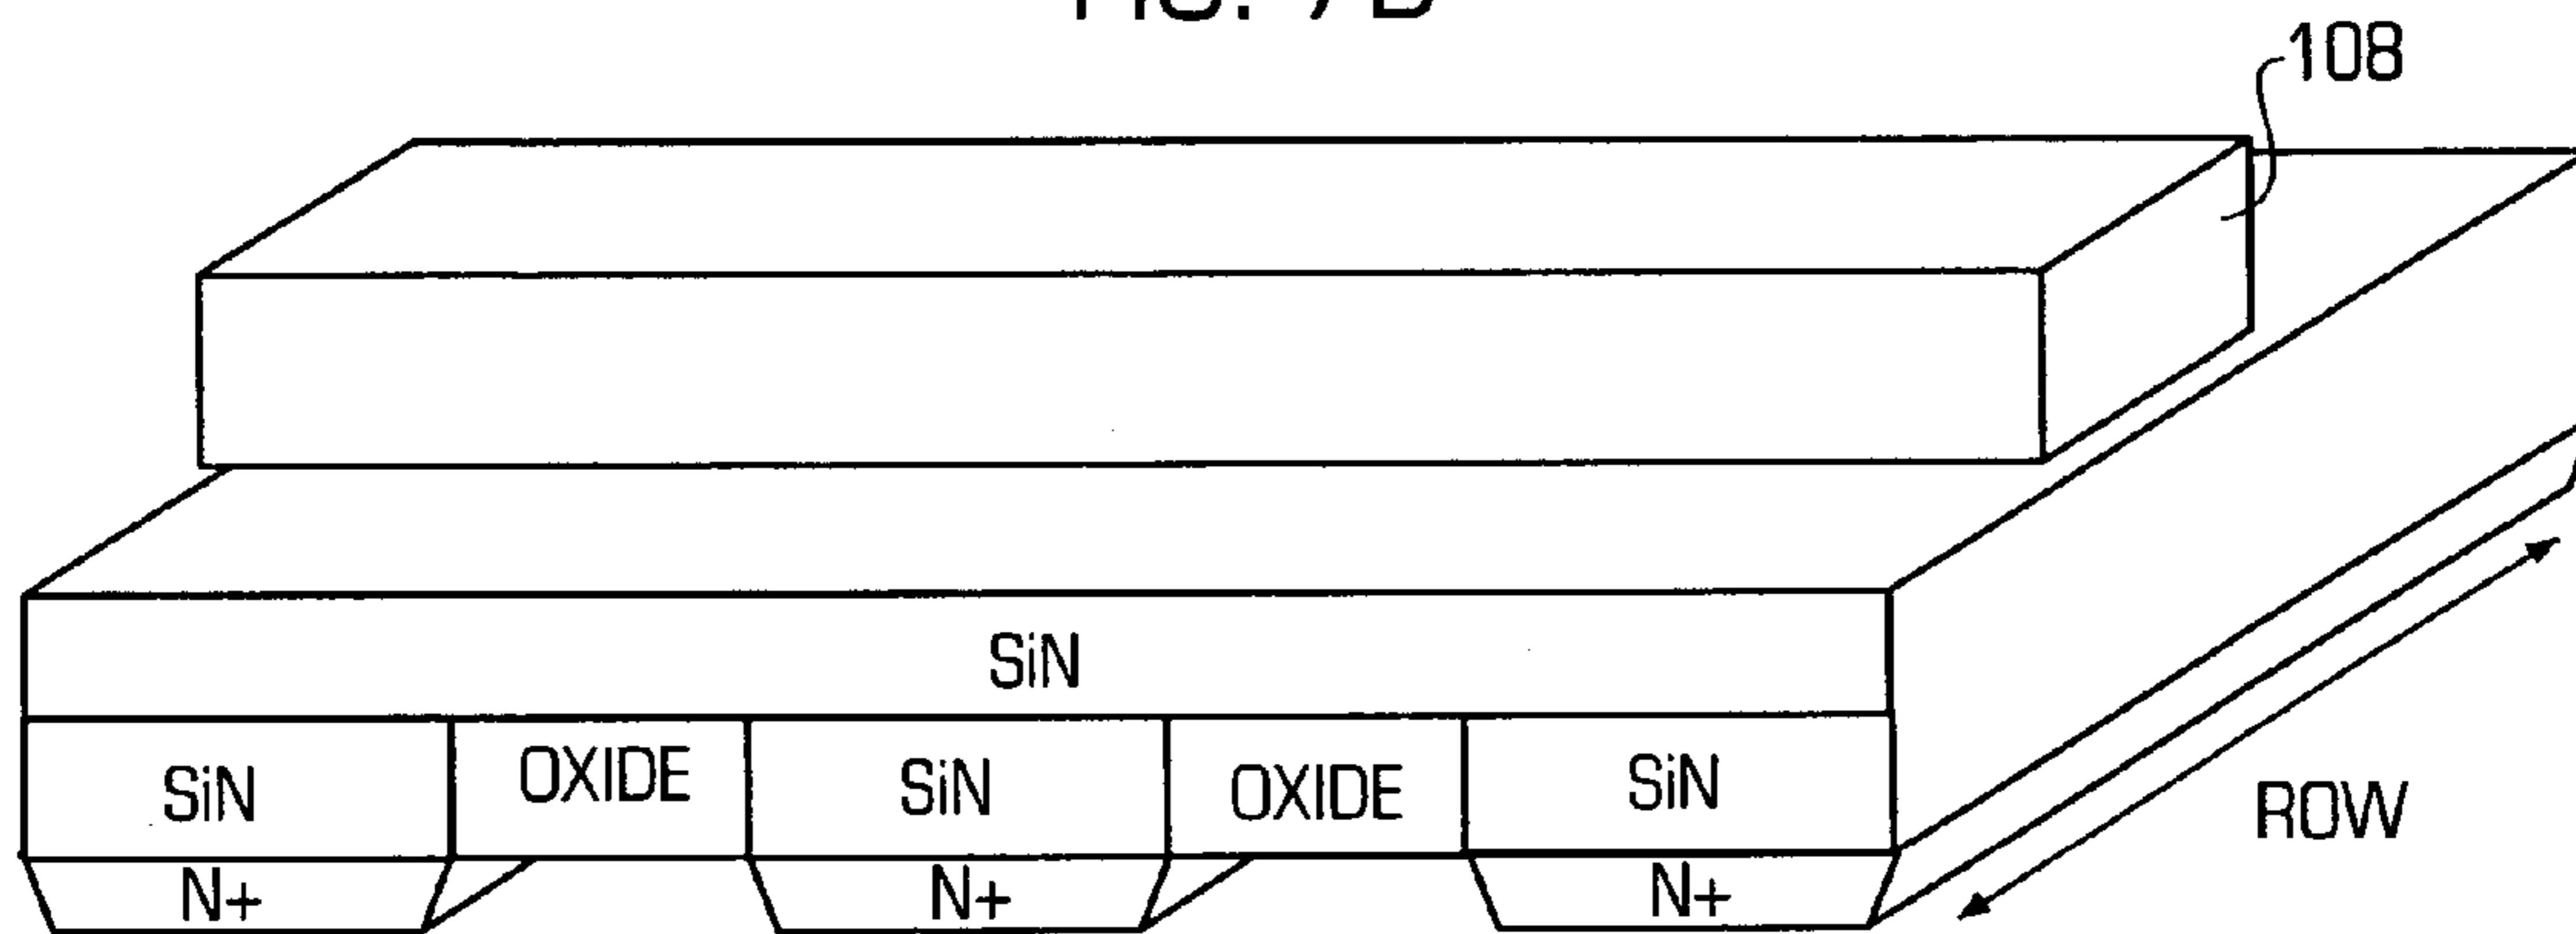 108
SiN
SiN OXIDE SiN OXIDE SiN
N+ N+ N+
ROW